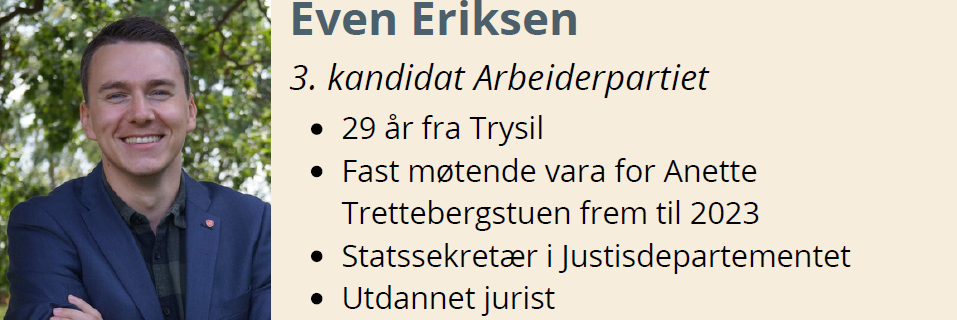 Even Eriksen
3. kandidat Arbeiderpartiet
• 29 år fra Trysil
• Fast møtende vara for Anette
Trettebergstuen frem til 2023
• Statssekretær i Justisdepartementet
• Utdannet jurist